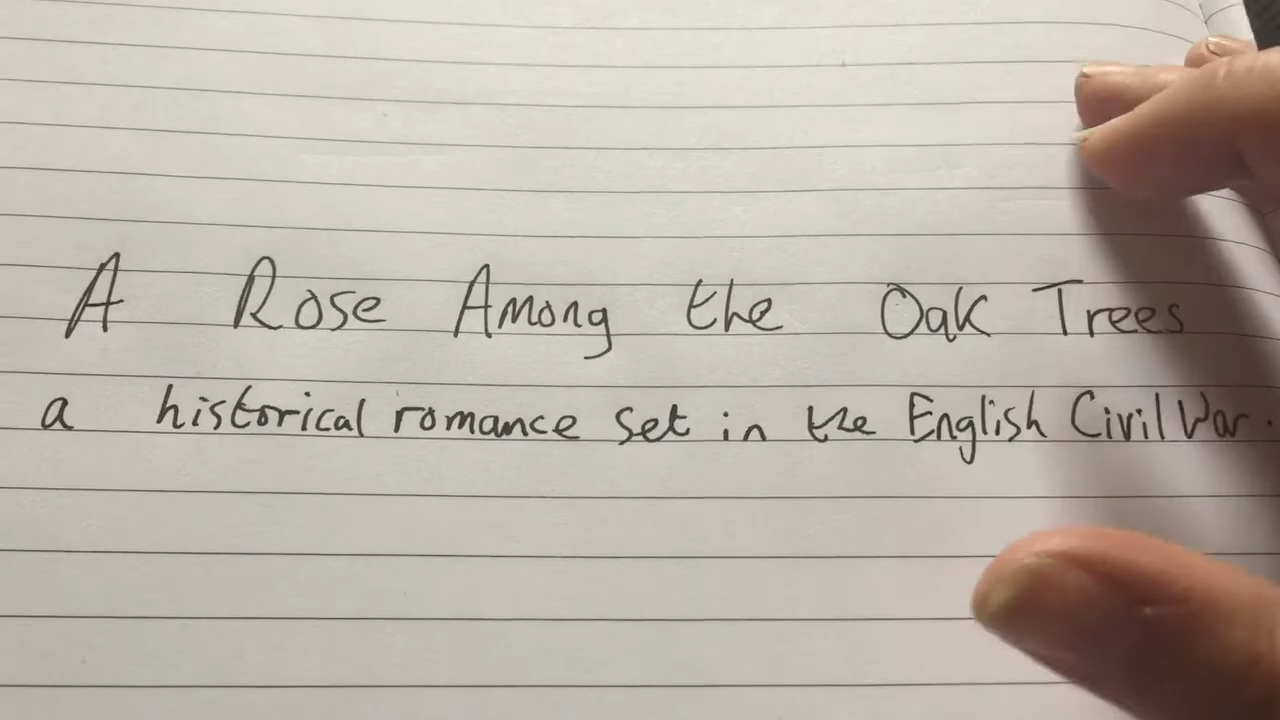 A Rose Among the Oak Trees
a historical romance set in the English Civil War.